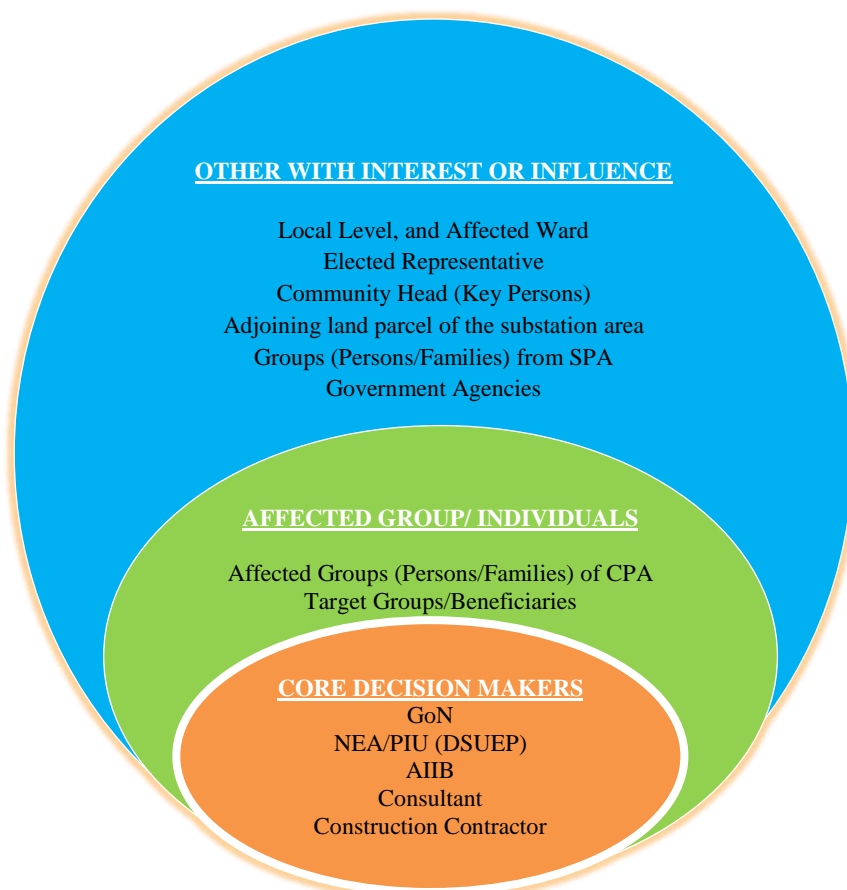 OTHER WITH INTEREST OR INFLUENCE
Local Level, and Affected Ward
Elected Representative
Community Head (Key Persons)
Adjoining land parcel of the substation area
Groups (Persons/Families) from SPA
Government Agencies
AFFECTED GROUP/ INDIVIDUALS
Affected Groups (Persons/Families) of CPA
Target Groups/Beneficiaries
CORE DECISION MAKERS
GoN
NEA/PIU (DSUEP)
AIIB
Consultant
Construction Contractor